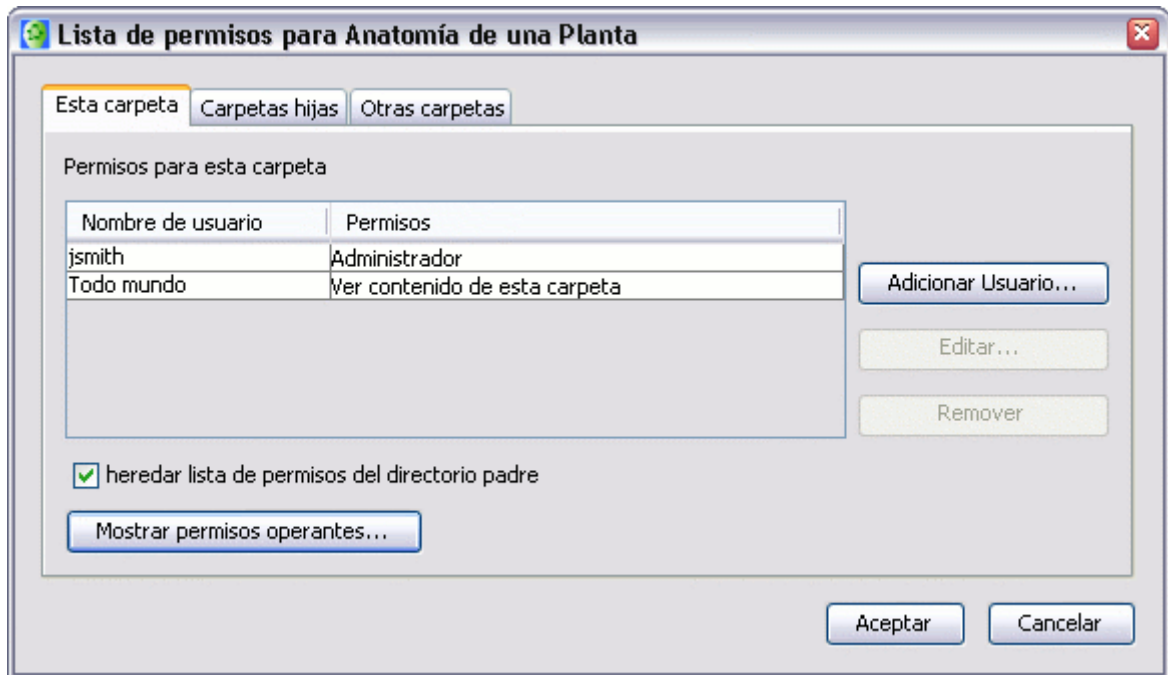 Lista de permisos para Anatomía de una Planta
Esta carpeta Carpetas hijas Otras carpetas
Permisos para esta carpeta
Nombre de usuario Permisos
jsmith Administrador
Todo mundo Ver contenido de esta carpeta
Adicionar Usuario...
Editar...
Remover
heredar lista de permisos del directorio padre
Mostrar permisos operantes...
Aceptar Cancelar